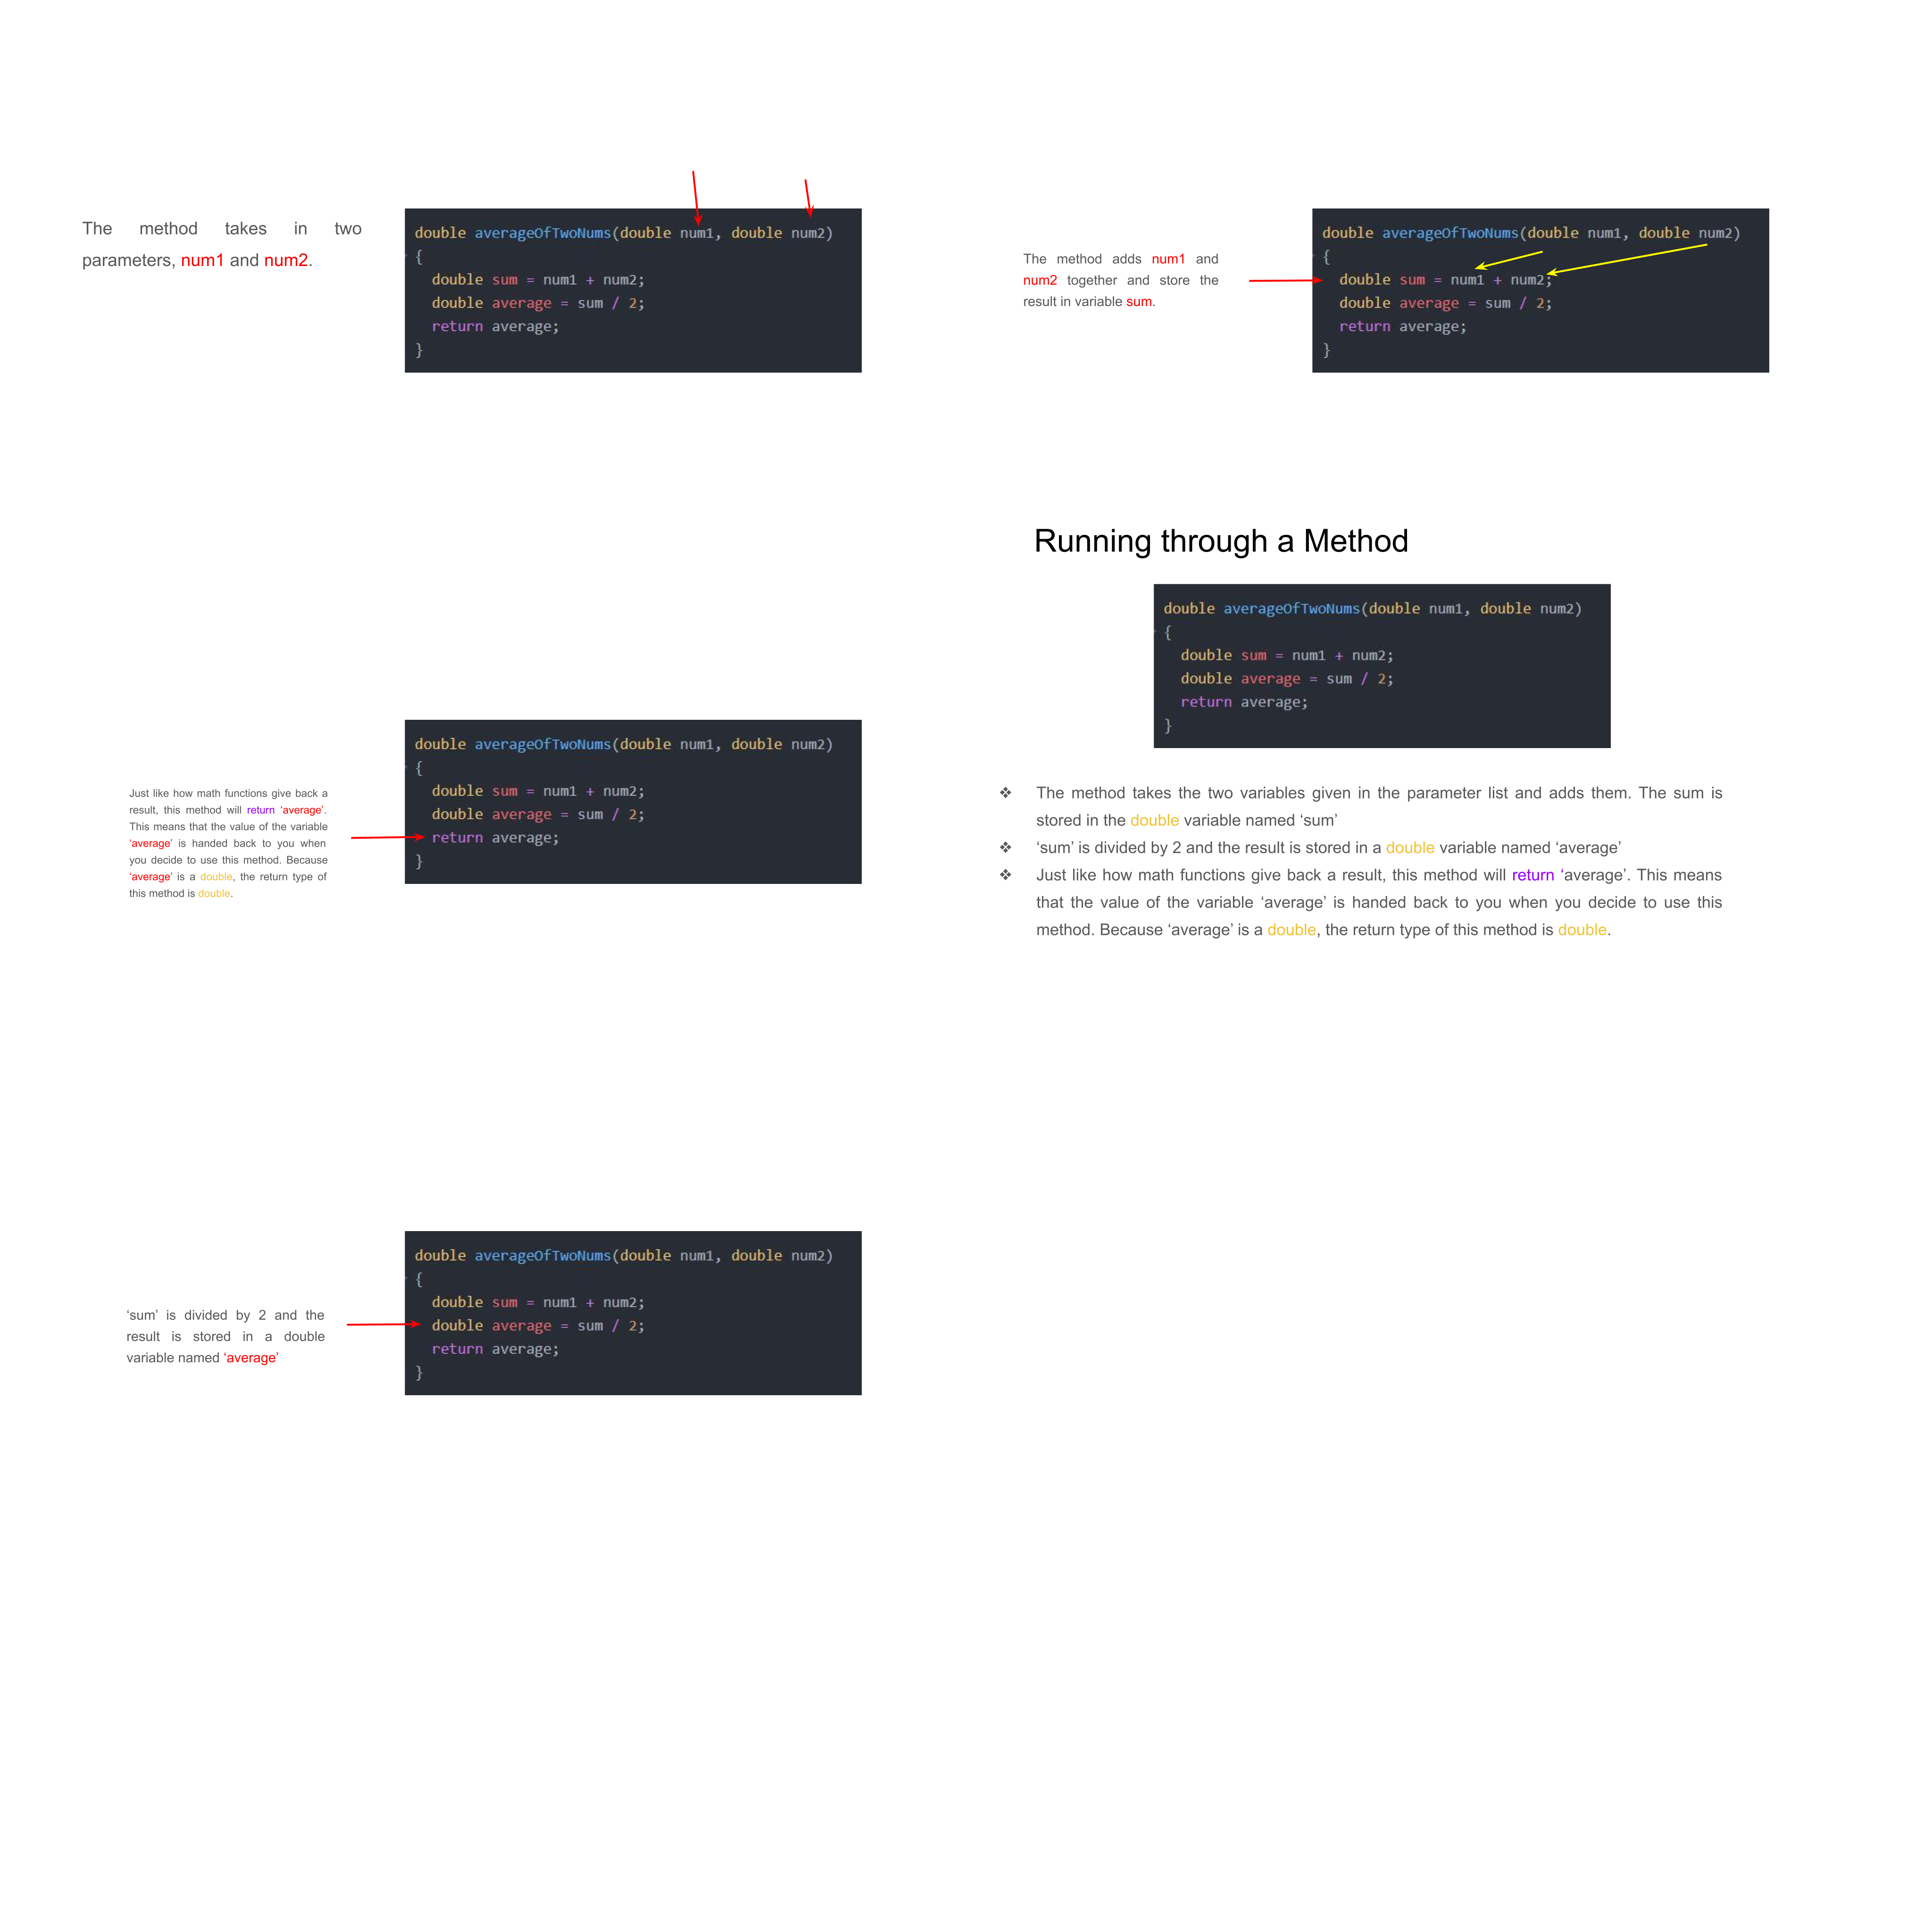 The method takes in two
parameters, num1 and num2.
double averageOfTwoNums(double num1, double num2)
{
double sum = num1 + num2;
double average = sum / 2;
return average;
}
The method adds num1 and
num2 together and store the
result in variable sum.
double averageOfTwoNums(double num1, double num2)
{
double sum = num1 + num2;
double average = sum / 2;
return average;
}
Just like how math functions give back a
result, this method will return ‘average’.
This means that the value of the variable
‘average’ is handed back to you when
you decide to use this method. Because
‘average’ is a double, the return type of
this method is double.
double averageOfTwoNums(double num1, double num2)
{
double sum = num1 + num2;
double average = sum / 2;
return average;
}
Running through a Method
double averageOfTwoNums(double num1, double num2)
{
double sum = num1 + num2;
double average = sum / 2;
return average;
}
❖ The method takes the two variables given in the parameter list and adds them. The sum is
stored in the double variable named ‘sum’
❖ ‘sum’ is divided by 2 and the result is stored in a double variable named ‘average’
❖ Just like how math functions give back a result, this method will return ‘average’. This means
that the value of the variable ‘average’ is handed back to you when you decide to use this
method. Because ‘average’ is a double, the return type of this method is double.
‘sum’ is divided by 2 and the
result is stored in a double
variable named ‘average’
double averageOfTwoNums(double num1, double num2)
{
double sum = num1 + num2;
double average = sum / 2;
return average;
}